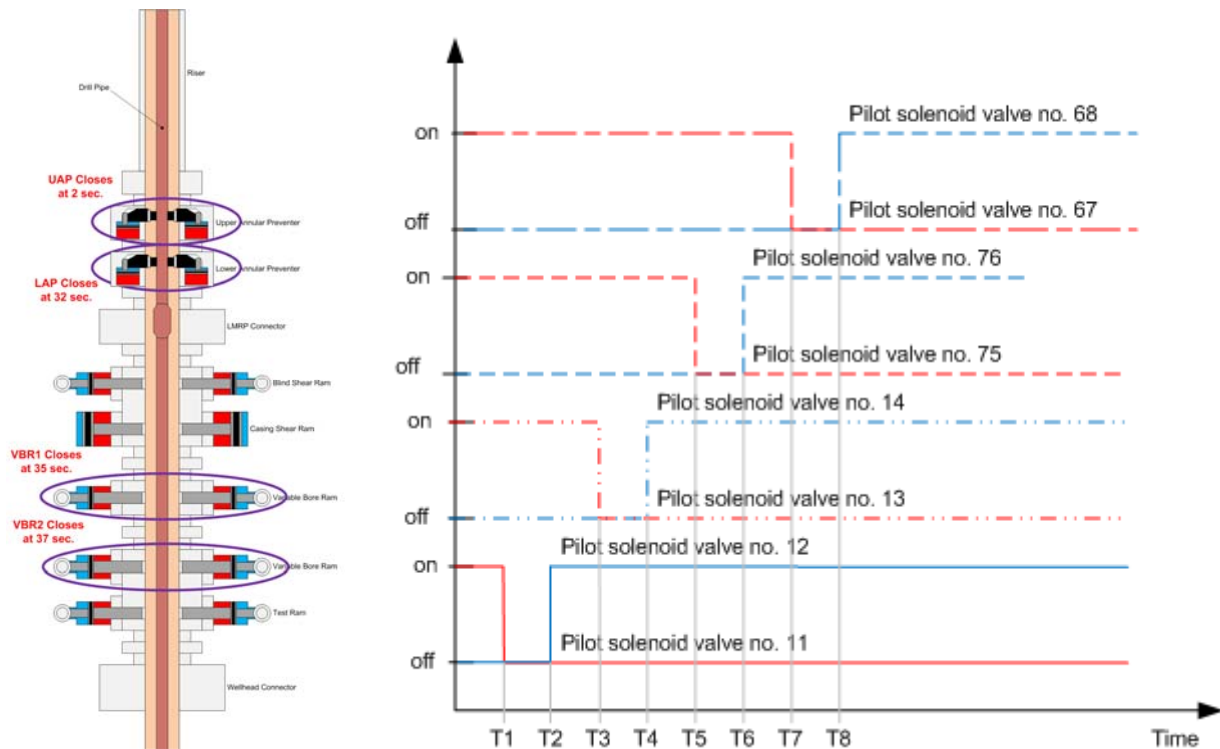 Riser
Drill Pipe
UAP Closes
at 2 sec.
Upper Annular Preventer
Lower Annular Preventer
LAP Closes
at 32 sec.
LMRP Connector
Blind Shear Ram
Casing Shear Ram
VBR1 Closes
at 35 sec.
Variable Bore Ram
VBR2 Closes
at 37 sec.
Variable Bore Ram
Test Ram
Wellhead Connector
on
Pilot solenoid valve no. 68
off
Pilot solenoid valve no. 67
on
Pilot solenoid valve no. 76
off
Pilot solenoid valve no. 75
on
Pilot solenoid valve no. 14
off
Pilot solenoid valve no. 13
on
Pilot solenoid valve no. 12
off
Pilot solenoid valve no. 11
T1 T2 T3 T4 T5 T6 T7 T8 Time